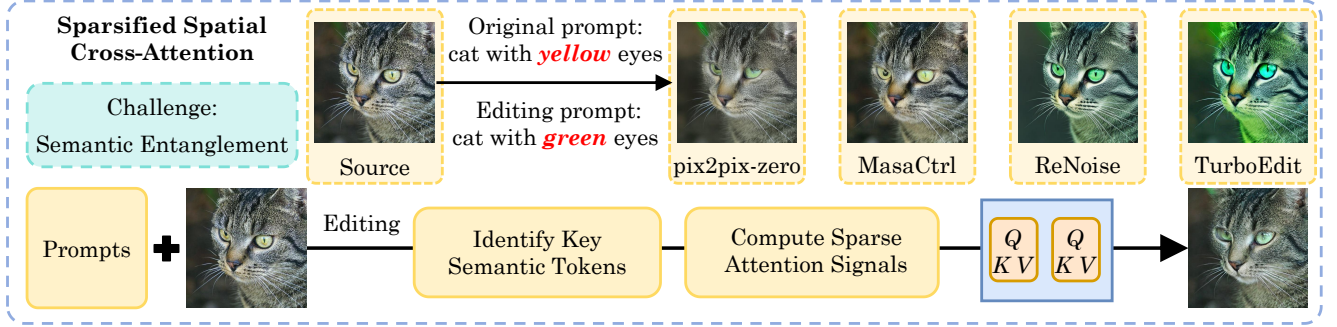 Sparsified Spatial
Cross-Attention
Challenge:
Semantic Entanglement
Source
Original prompt:
cat with yellow eyes
Editing prompt:
cat with green eyes
pix2pix-zero
MasaCtrl
ReNoise
TurboEdit
Prompts
Editing
Identify Key
Semantic Tokens
Compute Sparse
Attention Signals
Q
K V
Q
K V